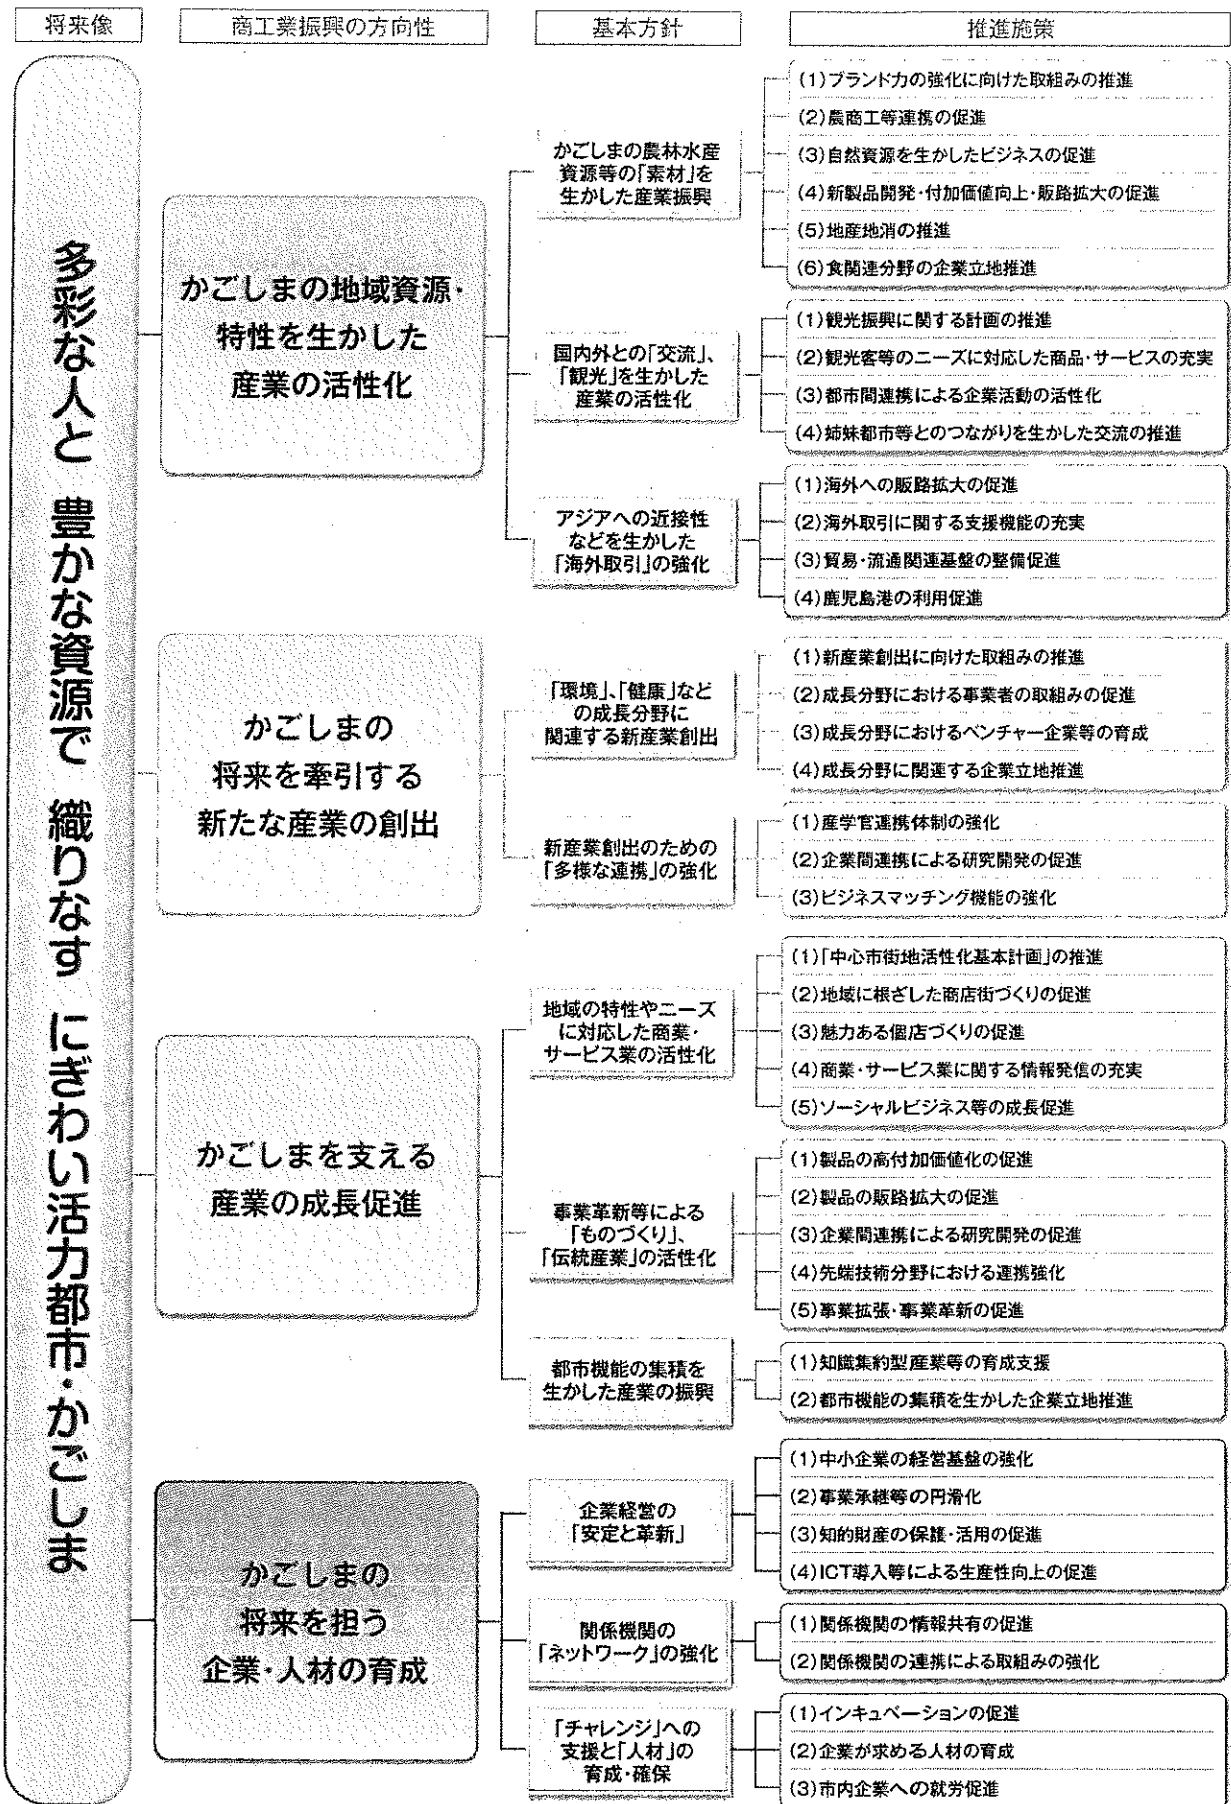 将来像
商工業振興の方向性
基本方針
推進施策
多彩な人と 豊かな資源で 織りなす にぎわい活力都市・かごしま
かごしまの地域資源・
特性を生かした
産業の活性化
かごしまの農林水産
資源等の「素材」を
生かした産業振興
(1)ブランド力の強化に向けた取組みの推進
(2)農商工等連携の促進
(3)自然資源を生かしたビジネスの促進
(4)新製品開発・付加価値向上・販路拡大の促進
(5)地産地消の推進
(6)食関連分野の企業立地推進
国内外との「交流」、
「観光」を生かした
産業の活性化
(1)観光振興に関する計画の推進
(2)観光客等のニーズに対応した商品・サービスの充実
(3)都市間連携による企業活動の活性化
(4)姉妹都市等とのつながりを生かした交流の推進
アジアへの近接性
などを生かした
「海外取引」の強化
(1)海外への販路拡大の促進
(2)海外取引に関する支援機能の充実
(3)貿易・流通関連基盤の整備促進
(4)鹿児島港の利用促進
かごしまの
将来を牽引する
新たな産業の創出
「環境」、「健康」など
の成長分野に
関連する新産業創出
(1)新産業創出に向けた取組みの推進
(2)成長分野における事業者の取組みの促進
(3)成長分野におけるベンチャー企業等の育成
(4)成長分野に関連する企業立地推進
新産業創出のための
「多様な連携」の強化
(1)産学官連携体制の強化
(2)企業間連携による研究開発の促進
(3)ビジネスマッチング機能の強化
かごしまを支える
産業の成長促進
地域の特性やニーズ
に対応した商業・
サービス業の活性化
(1)「中心市街地活性化基本計画」の推進
(2)地域に根ざした商店街づくりの促進
(3)魅力ある個店づくりの促進
(4)商業・サービス業に関する情報発信の充実
(5)ソーシャルビジネス等の成長促進
事業革新等による
「ものづくり」、
「伝統産業」の活性化
(1)製品の高付加価値化の促進
(2)製品の販路拡大の促進
(3)企業間連携による研究開発の促進
(4)先端技術分野における連携強化
(5)事業拡張・事業革新の促進
都市機能の集積を
生かした産業の振興
(1)知識集約型産業等の育成支援
(2)都市機能の集積を生かした企業立地推進
かごしまの
将来を担う
企業・人材の育成
企業経営の
「安定と革新」
(1)中小企業の経営基盤の強化
(2)事業承継等の円滑化
(3)知的財産の保護・活用の促進
(4)ICT導入等による生産性向上の促進
関係機関の
「ネットワーク」の強化
(1)関係機関の情報共有の促進
(2)関係機関の連携による取組みの強化
「チャレンジ」への
支援と「人材」の
育成・確保
(1)インキュベーションの促進
(2)企業が求める人材の育成
(3)市内企業への就労促進